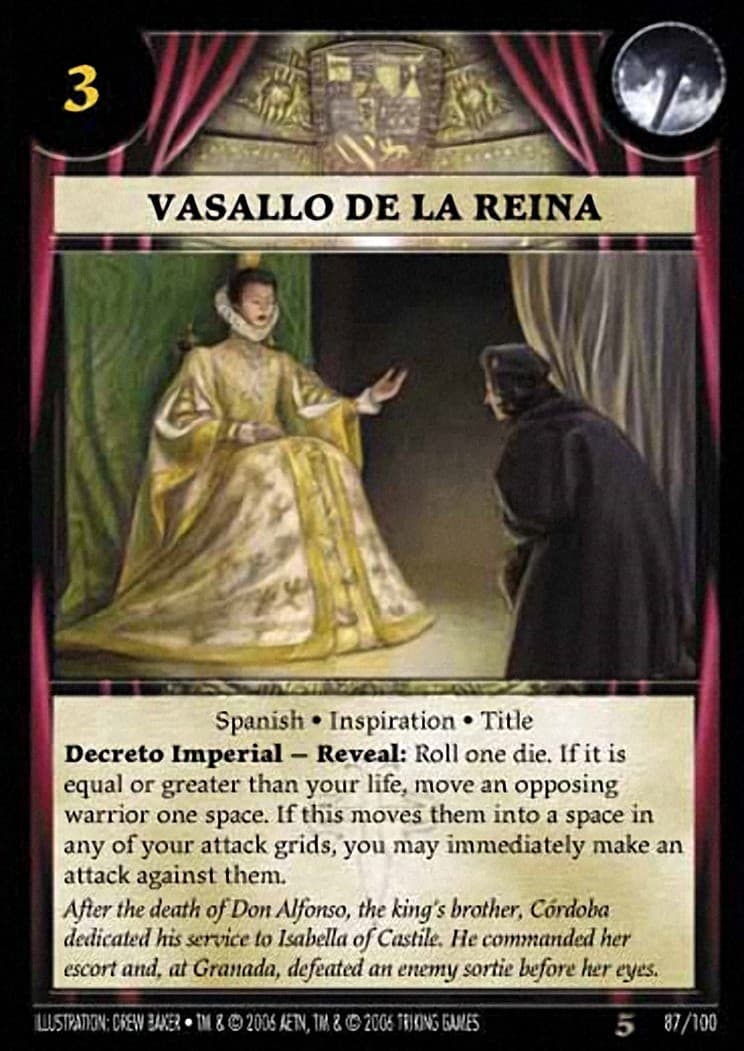 3
VASALLO DE LA REINA
Spanish • Inspiration • Title
Decreto Imperial – Reveal: Roll one die. If it is
equal or greater than your life, move an opposing
warrior one space. If this moves them into a space in
any of your attack grids, you may immediately make an
attack against them.
After the death of Don Alfonso, the king's brother, Córdoba
dedicated his service to Isabella of Castile. He commanded her
escort and, at Granada, defeated an enemy sortie before her eyes.
ILLUSTRATION: DREW BAKER • TM & © 2006 AETN, TM & © 2006 TRIKING GAMES
5 87/100